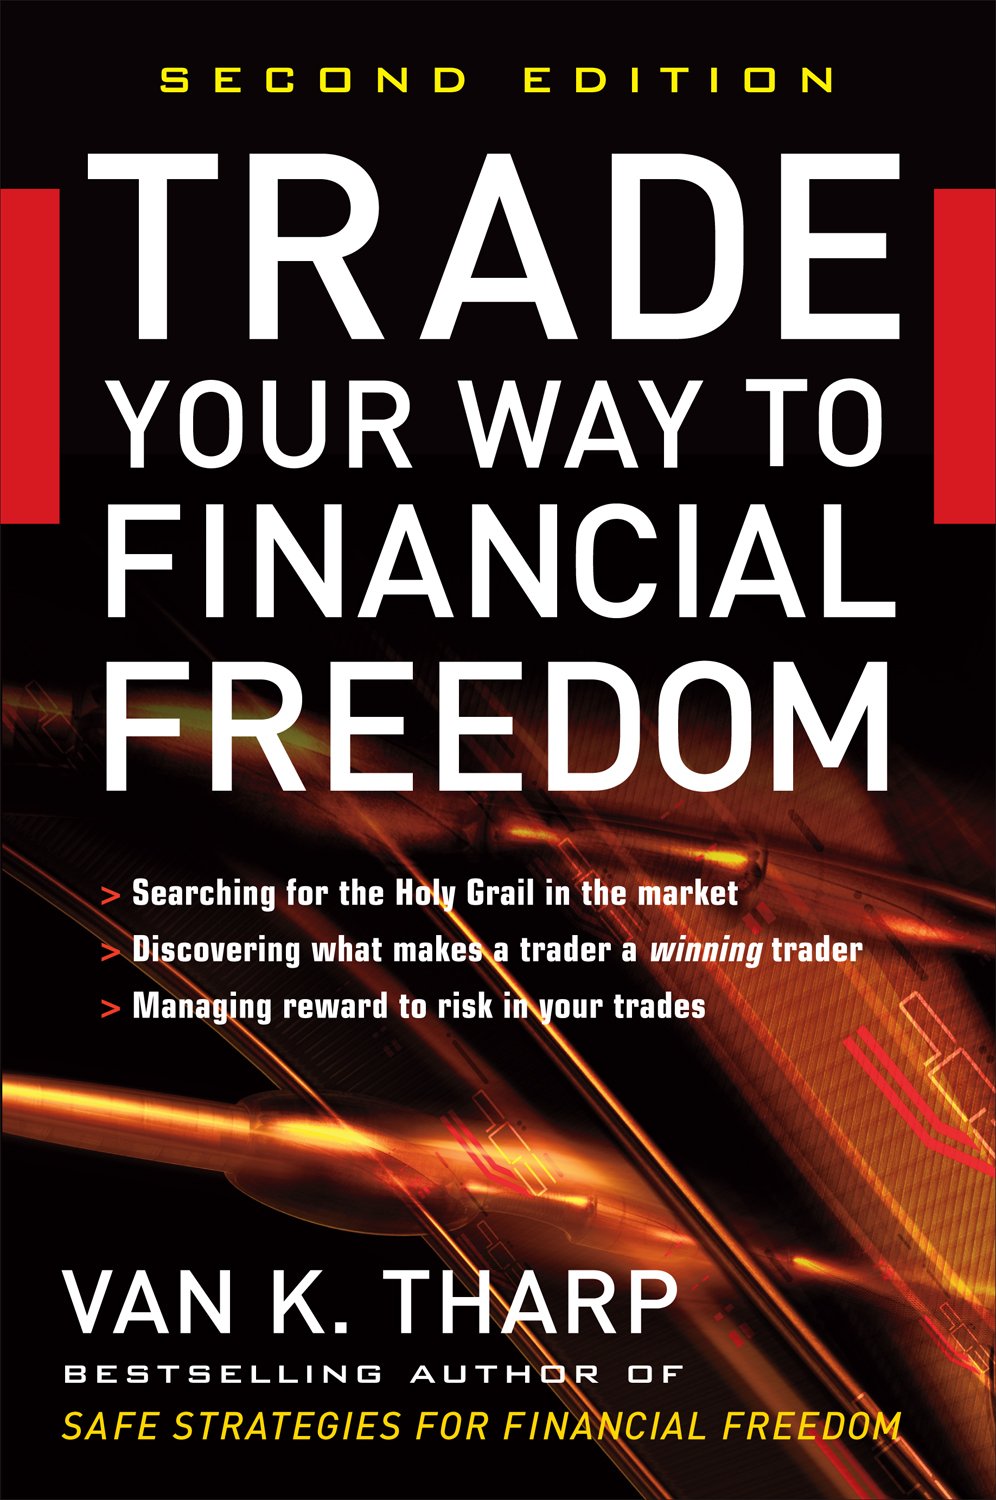 SECOND EDITION
TRADE
YOUR WAY TO
FINANCIAL
FREEDOM
> Searching for the Holy Grail in the market
> Discovering what makes a trader a winning trader
> Managing reward to risk in your trades
VAN K. THARP
BESTSELLING AUTHOR OF
SAFE STRATEGIES FOR FINANCIAL FREEDOM